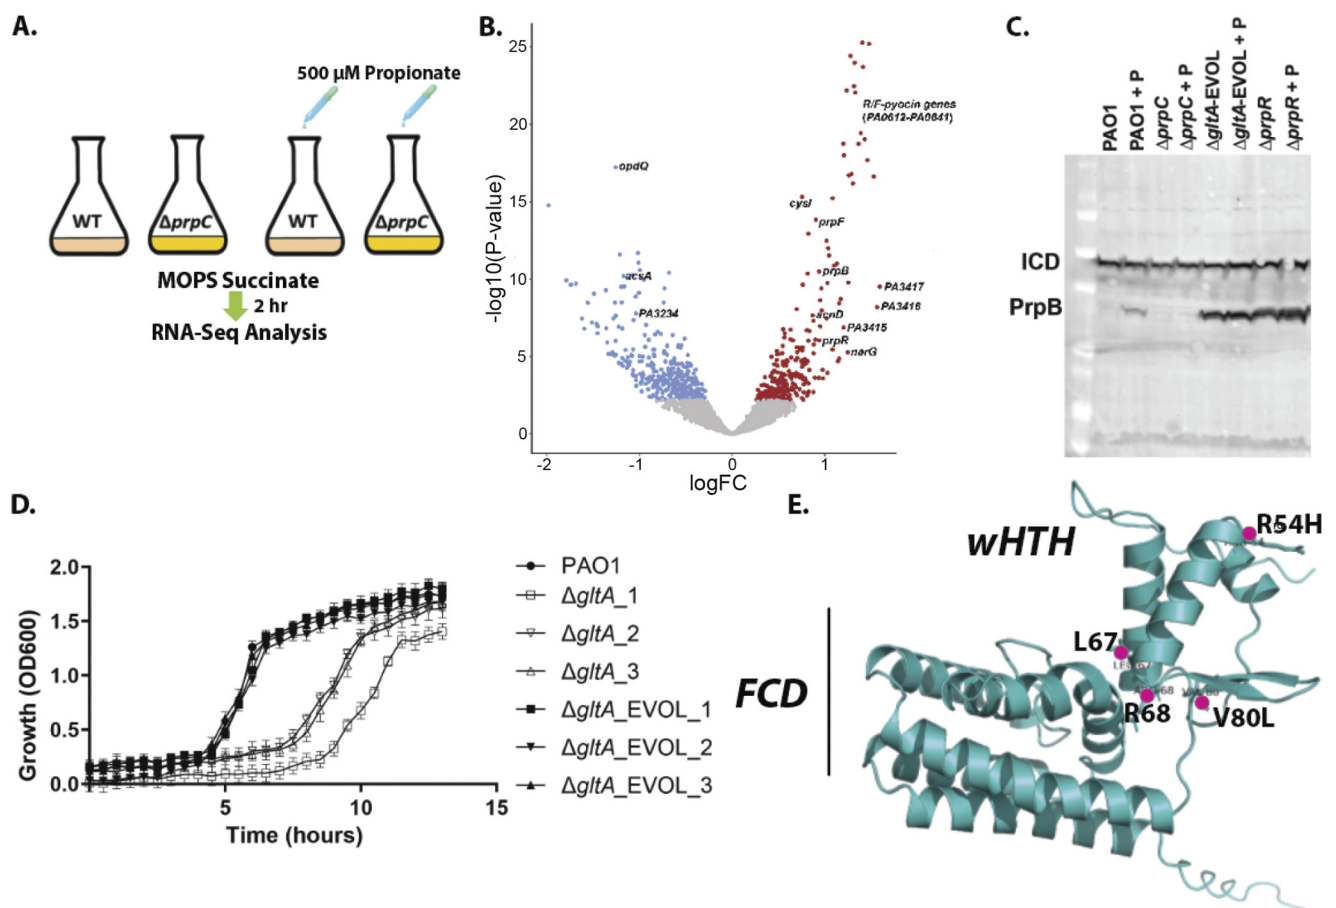 A.
500 µM Propionate
WT
ΔprpC
WT
ΔprpC
MOPS Succinate
2 hr
RNA-Seq Analysis
B.
-log10(P-value)
25
20
15
10
5
0
-2
-1
0
1
logFC
R/F-pyocin genes
(PA0612-PA0641)
opdQ
cysI
prpF
acsA
prpB
PA3417
PA3416
PA3234
acnD
PA3415
prpR
narG
C.
PAO1
PAO1 + P
ΔprpC
ΔprpC + P
ΔgltA-EVOL
ΔgltA-EVOL + P
ΔprpR
ΔprpR + P
ICD
PrpB
D.
Growth (OD600)
2.0
1.5
1.0
0.5
0.0
5
10
15
Time (hours)
PAO1
ΔgltA_1
ΔgltA_2
ΔgltA_3
ΔgltA_EVOL_1
ΔgltA_EVOL_2
ΔgltA_EVOL_3
E.
wHTH
R54H
L67
FCD
R68
V80L